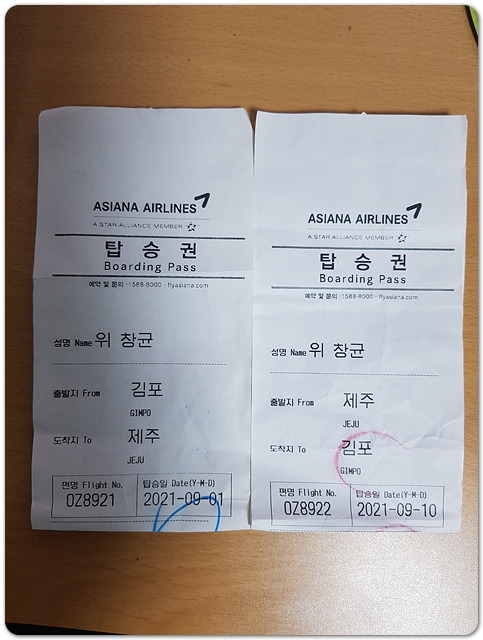 ASIANA AIRLINES
A STAR ALLIANCE MEMBER
탑 승 권
Boarding Pass
예약 및 문의 · 1588-8000 · flyasiana.com
성명 Name 위 창균
출발지 From 김포
GIMPO
도착지 To 제주
JEJU
편명 Flight No. 탑승일 Date(Y-M-D)
OZ8921 2021-09-01
ASIANA AIRLINES
A STAR ALLIANCE MEMBER
탑 승 권
Boarding Pass
예약 및 문의 · 1588-8000 · flyasiana.com
성명 Name 위 창균
출발지 From 제주
JEJU
도착지 To 김포
GIMPO
편명 Flight No. 탑승일 Date(Y-M-D)
OZ8922 2021-09-10